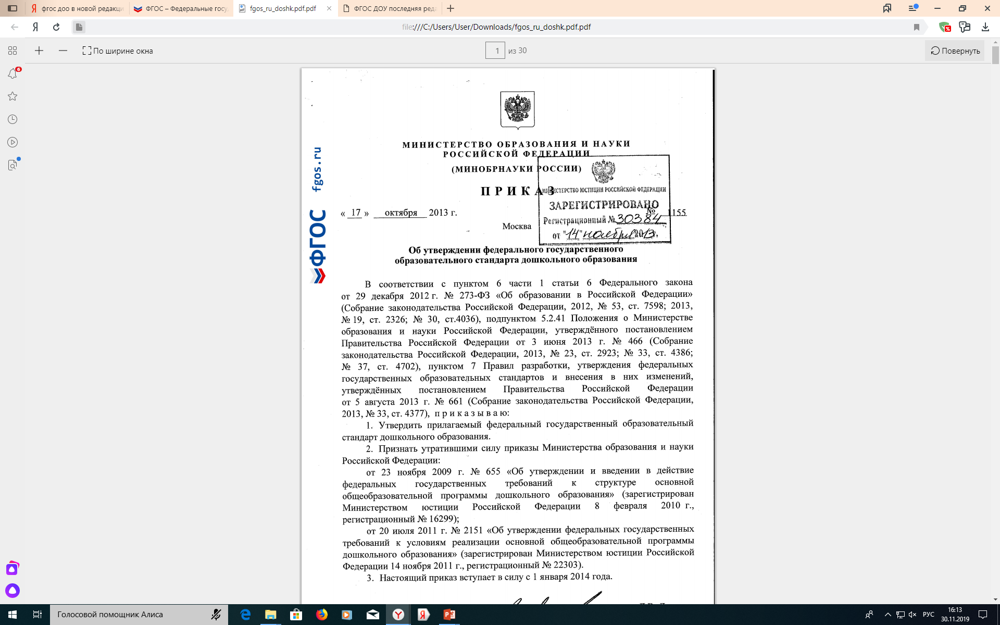 фгос доо в новой редакци
ФГОС – Федеральные госу
fgos_ru_doshk.pdf.pdf
ФГОС ДОУ последняя реда
file:///C:/Users/User/Downloads/fgos_ru_doshk.pdf.pdf
По ширине окна
1 из 30
Повернуть
6
МИНИСТЕРСТВО ОБРАЗОВАНИЯ И НАУКИ
РОССИЙСКОЙ ФЕДЕРАЦИИ
(МИНОБРНАУКИ РОССИИ)
ПРИКАЗ
МИНИСТЕРСТВО ЮСТИЦИИ РОССИЙСКОЙ ФЕДЕРАЦИИ
ЗАРЕГИСТРИРОВАНО
Регистрационный № 30384
от "14" ноября 2013 г.
« 17 » октября 2013 г.
№ 1155
Москва
ФГОС fgos.ru
Об утверждении федерального государственного
образовательного стандарта дошкольного образования
В соответствии с пунктом 6 части 1 статьи 6 Федерального закона
от 29 декабря 2012 г. № 273-ФЗ «Об образовании в Российской Федерации»
(Собрание законодательства Российской Федерации, 2012, № 53, ст. 7598; 2013,
№ 19, ст. 2326; № 30, ст.4036), подпунктом 5.2.41 Положения о Министерстве
образования и науки Российской Федерации, утверждённого постановлением
Правительства Российской Федерации от 3 июня 2013 г. № 466 (Собрание
законодательства Российской Федерации, 2013, № 23, ст. 2923; № 33, ст. 4386;
№ 37, ст. 4702), пунктом 7 Правил разработки, утверждения федеральных
государственных образовательных стандартов и внесения в них изменений,
утверждённых постановлением Правительства Российской Федерации
от 5 августа 2013 г. № 661 (Собрание законодательства Российской Федерации,
2013, № 33, ст. 4377), п р и к а з ы в а ю:
1. Утвердить прилагаемый федеральный государственный образовательный
стандарт дошкольного образования.
2. Признать утратившими силу приказы Министерства образования и науки
Российской Федерации:
от 23 ноября 2009 г. № 655 «Об утверждении и введении в действие
федеральных государственных требований к структуре основной
общеобразовательной программы дошкольного образования» (зарегистрирован
Министерством юстиции Российской Федерации 8 февраля 2010 г.,
регистрационный № 16299);
от 20 июля 2011 г. № 2151 «Об утверждении федеральных государственных
требований к условиям реализации основной общеобразовательной программы
дошкольного образования» (зарегистрирован Министерством юстиции Российской
Федерации 14 ноября 2011 г., регистрационный № 22303).
3. Настоящий приказ вступает в силу с 1 января 2014 года.
Голосовой помощник Алиса
РУС
16:13
30.11.2019